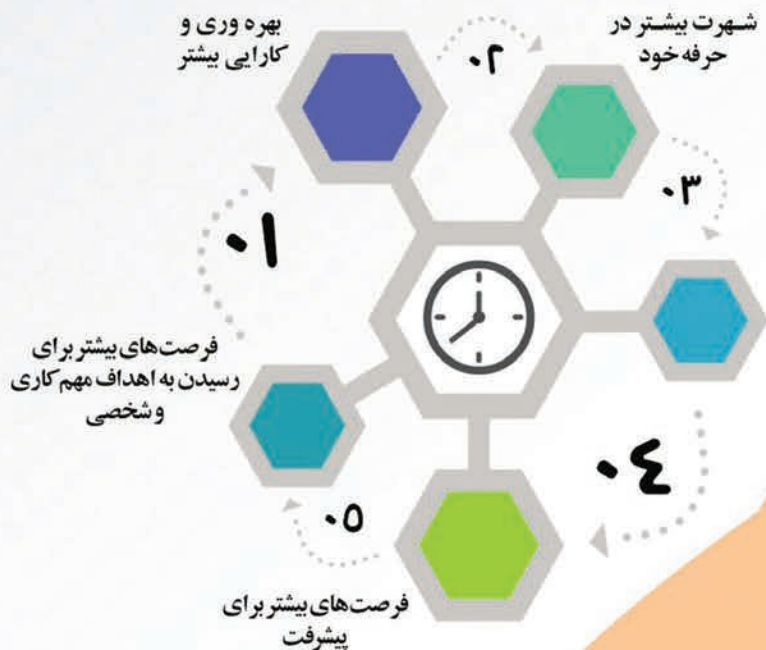 بهره وری و
کارایی بیشتر
شهرت بیشتر در
حرفه خود
۰۲
۰۳
۰۱
فرصت‌های بیشتر برای
رسیدن به اهداف مهم کاری
و شخصی
۰٤
۰۵
فرصت‌های بیشتر برای
پیشرفت